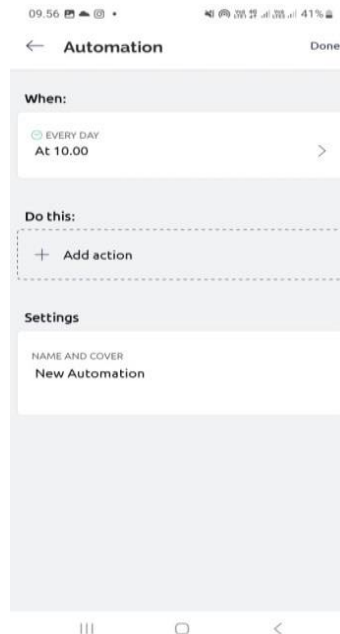 09.56 41%
Automation Done
When:
EVERY DAY
At 10.00
Do this:
+ Add action
Settings
NAME AND COVER
New Automation